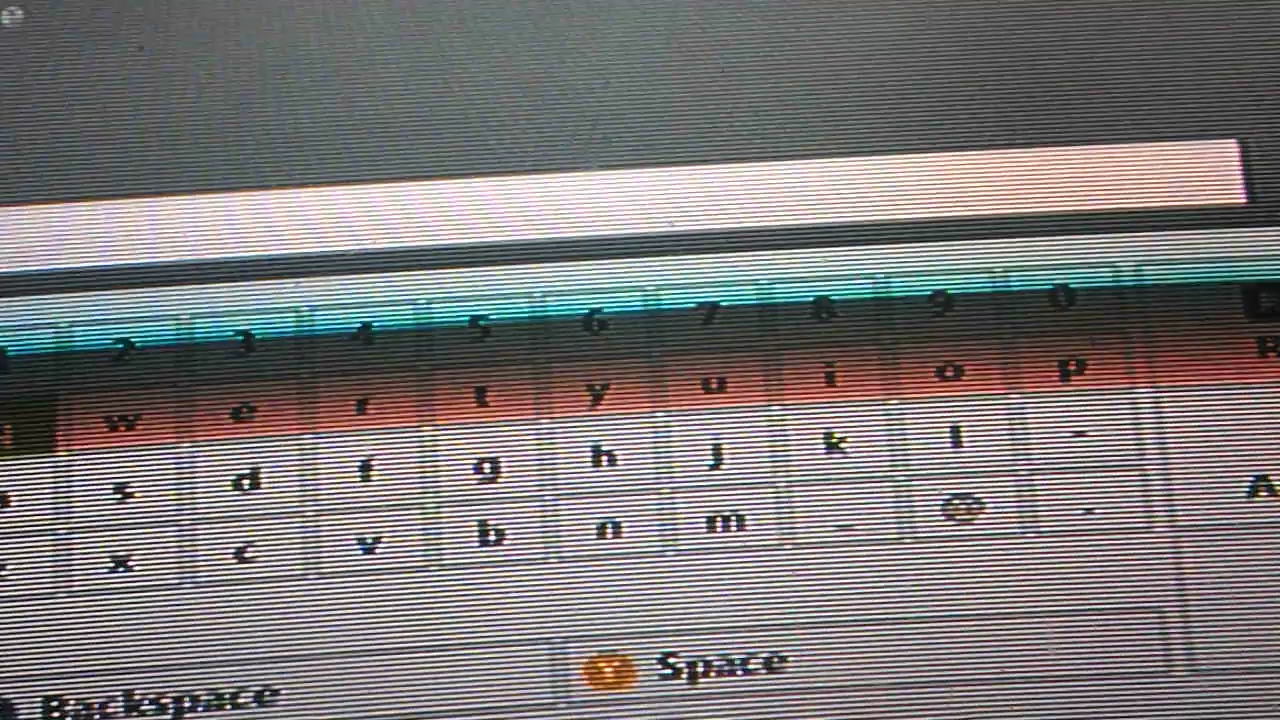 e
2 3 4 5 6 7 8 9 0
w e r t y u i o p
s d f g h j k l -
x c v b n m _ @ .
Y Space
Backspace